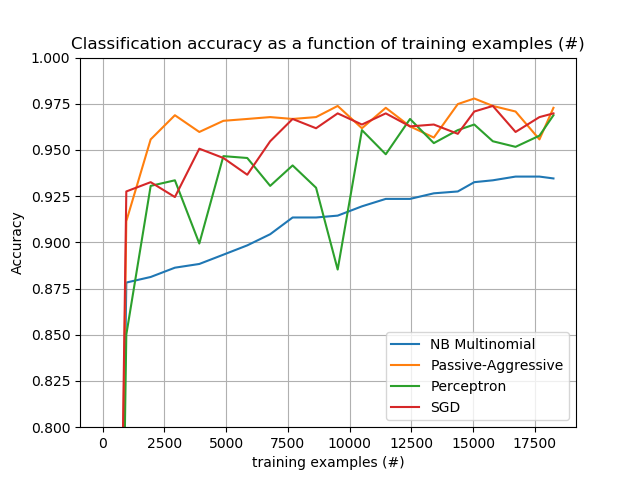 Classification accuracy as a function of training examples (#)
1.000
0.975
0.950
0.925
0.900
0.875
0.850
0.825
0.800
Accuracy
NB Multinomial
Passive-Aggressive
Perceptron
SGD
0 2500 5000 7500 10000 12500 15000 17500
training examples (#)